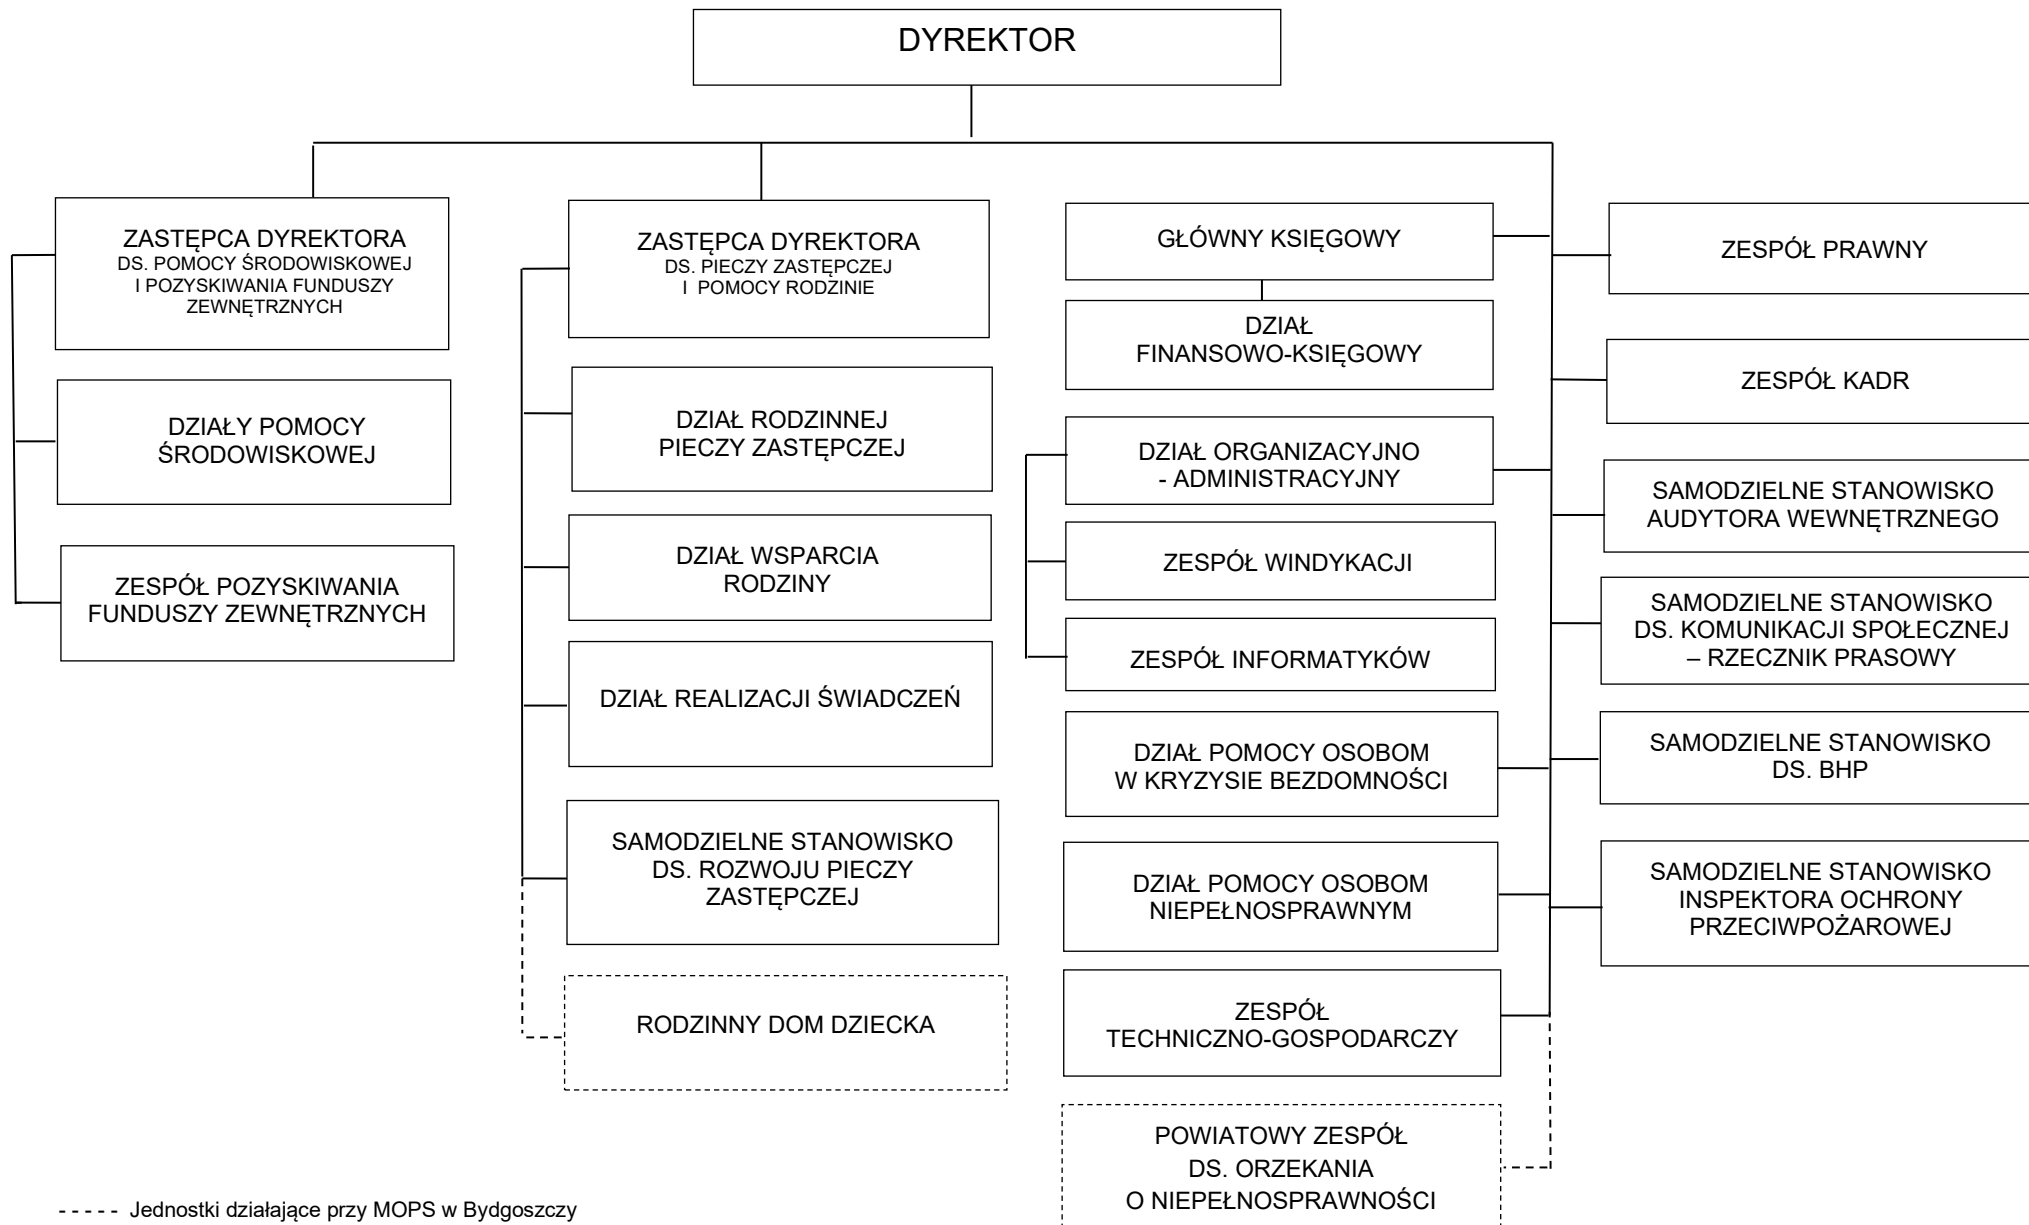 DYREKTOR
ZASTĘPCA DYREKTORA
DS. POMOCY ŚRODOWISKOWEJ
I POZYSKIWANIA FUNDUSZY
ZEWNĘTRZNYCH
DZIAŁY POMOCY
ŚRODOWISKOWEJ
ZESPÓŁ POZYSKIWANIA
FUNDUSZY ZEWNĘTRZNYCH
ZASTĘPCA DYREKTORA
DS. PIECZY ZASTĘPCZEJ
I POMOCY RODZINIE
DZIAŁ RODZINNEJ
PIECZY ZASTĘPCZEJ
DZIAŁ WSPARCIA
RODZINY
DZIAŁ REALIZACJI ŚWIADCZEŃ
SAMODZIELNE STANOWISKO
DS. ROZWOJU PIECZY
ZASTĘPCZEJ
RODZINNY DOM DZIECKA
GŁÓWNY KSIĘGOWY
DZIAŁ
FINANSOWO-KSIĘGOWY
DZIAŁ ORGANIZACYJNO
- ADMINISTRACYJNY
ZESPÓŁ WINDYKACJI
ZESPÓŁ INFORMATYKÓW
DZIAŁ POMOCY OSOBOM
W KRYZYSIE BEZDOMNOŚCI
DZIAŁ POMOCY OSOBOM
NIEPEŁNOSPRAWNYM
ZESPÓŁ
TECHNICZNO-GOSPODARCZY
POWIATOWY ZESPÓŁ
DS. ORZEKANIA
O NIEPEŁNOSPRAWNOŚCI
ZESPÓŁ PRAWNY
ZESPÓŁ KADR
SAMODZIELNE STANOWISKO
AUDYTORA WEWNĘTRZNEGO
SAMODZIELNE STANOWISKO
DS. KOMUNIKACJI SPOŁECZNEJ
– RZECZNIK PRASOWY
SAMODZIELNE STANOWISKO
DS. BHP
SAMODZIELNE STANOWISKO
INSPEKTORA OCHRONY
PRZECIWPOŻAROWEJ
----- Jednostki działające przy MOPS w Bydgoszczy